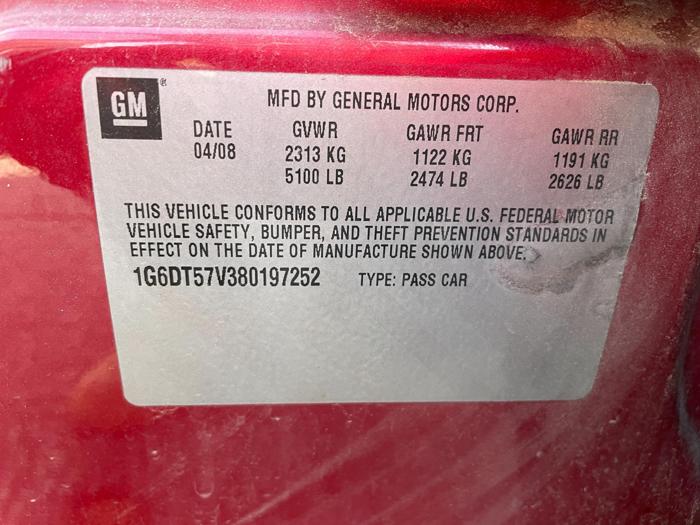 GM
MFD BY GENERAL MOTORS CORP.
DATE GVWR GAWR FRT GAWR RR
04/08 2313 KG 1122 KG 1191 KG
5100 LB 2474 LB 2626 LB
THIS VEHICLE CONFORMS TO ALL APPLICABLE U.S. FEDERAL MOTOR
VEHICLE SAFETY, BUMPER, AND THEFT PREVENTION STANDARDS IN
EFFECT ON THE DATE OF MANUFACTURE SHOWN ABOVE.
1G6DT57V380197252 TYPE: PASS CAR